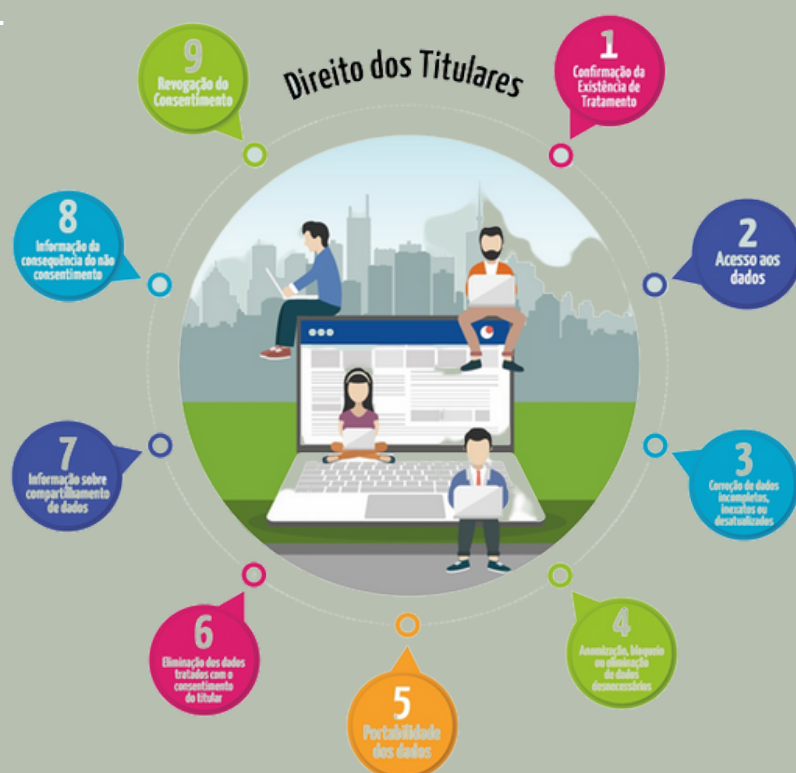 Direito dos Titulares
1
Confirmação da
Existência de
Tratamento
2
Acesso aos
dados
3
Correção de dados
incompletos,
inexatos ou
desatualizados
4
Anonimização, bloqueio
ou eliminação
de dados
desnecessários
5
Portabilidade
dos dados
6
Eliminação dos dados
tratados com o
consentimento
do titular
7
Informação sobre
compartilhamento
de dados
8
Informação da
consequência do não
consentimento
9
Revogação do
Consentimento